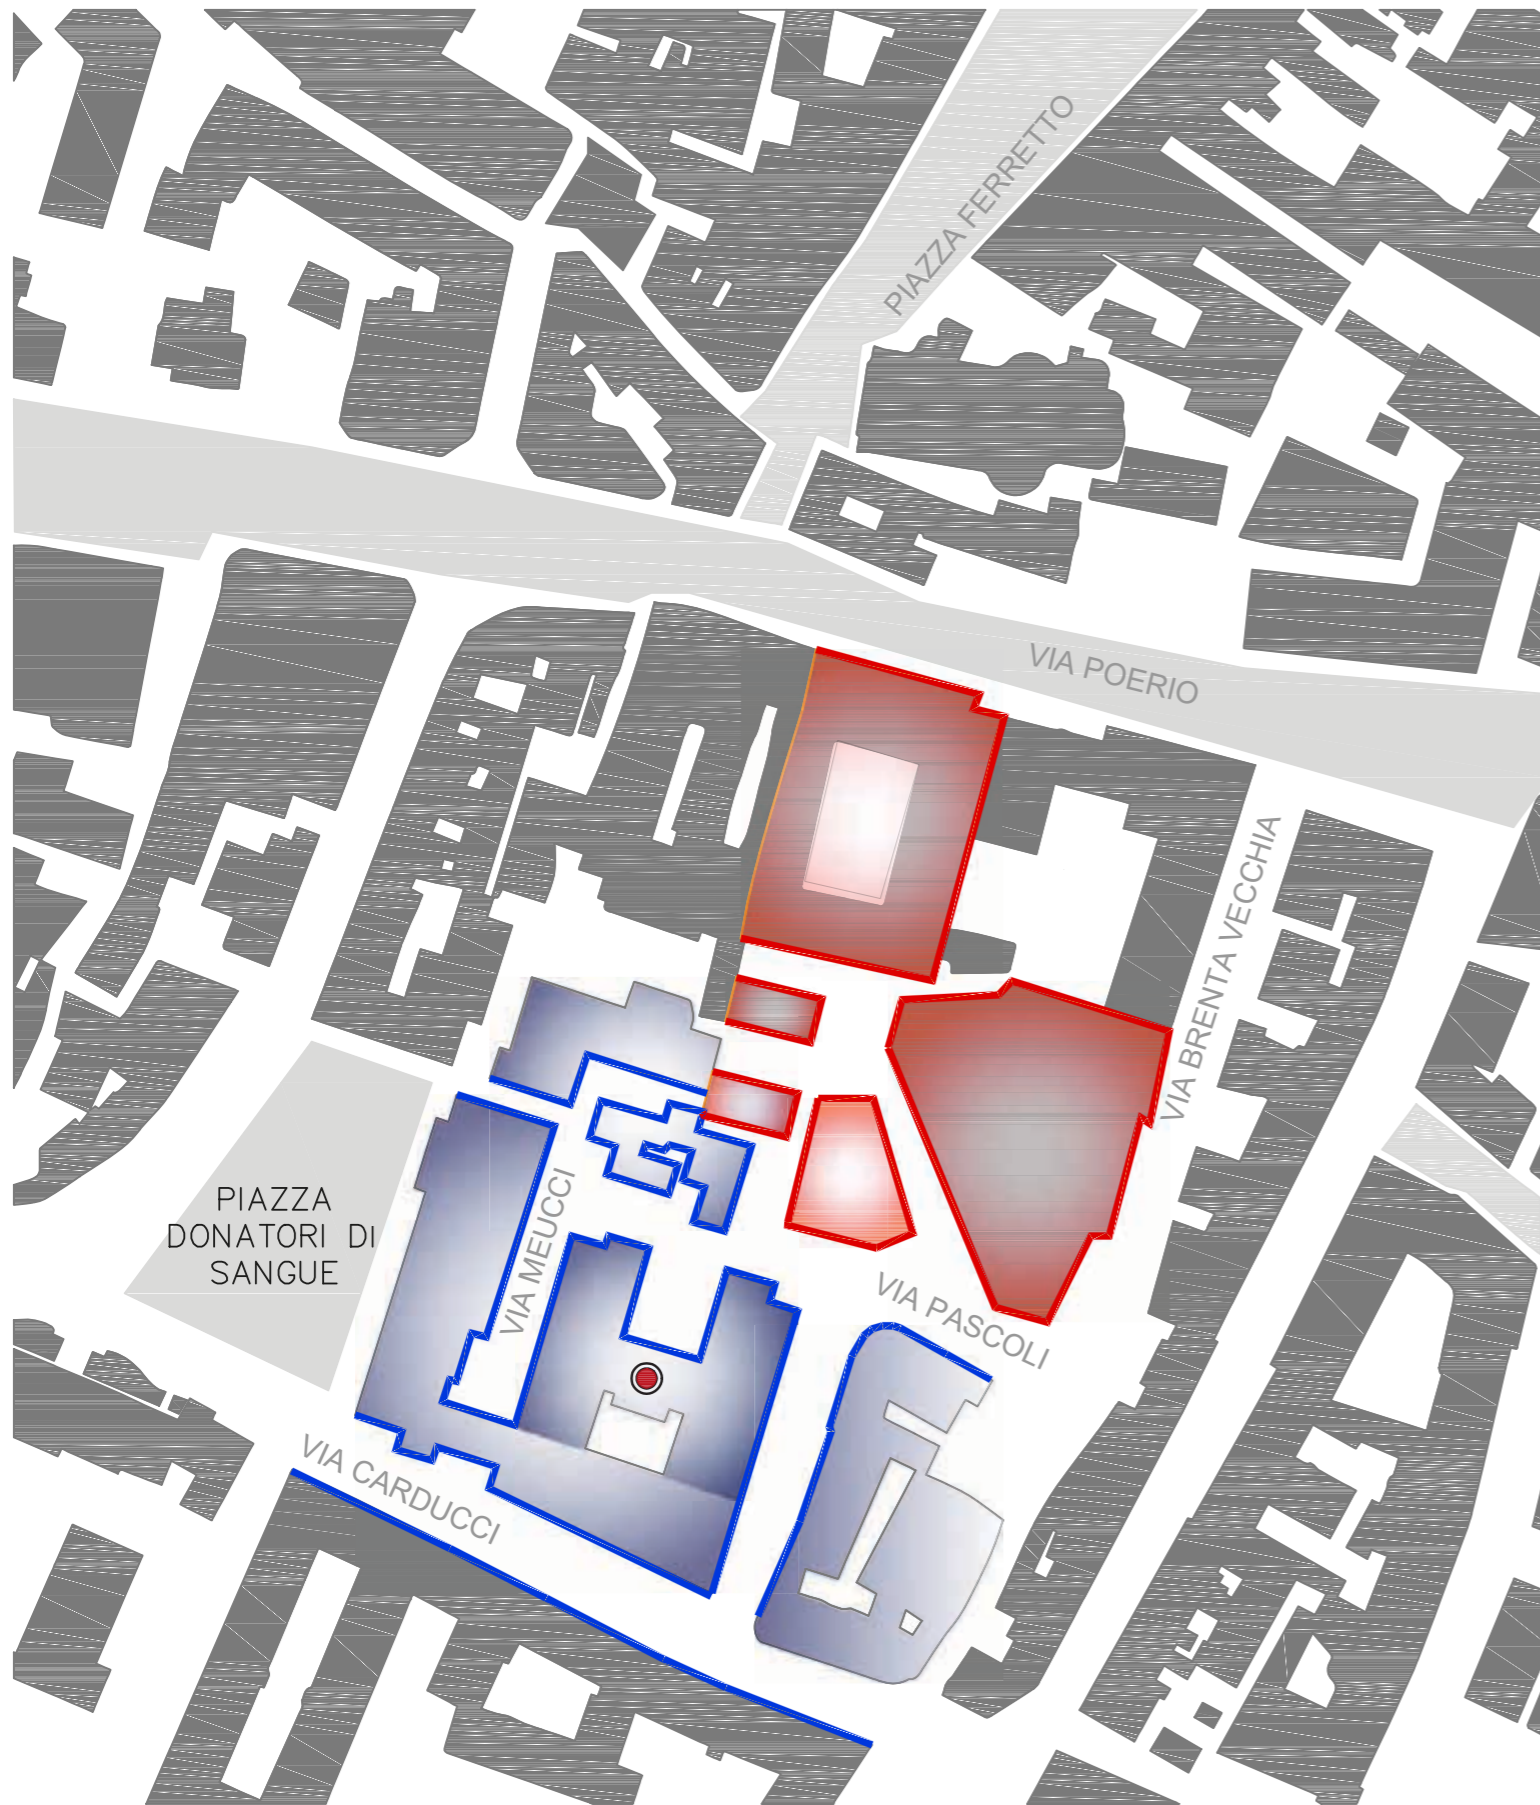 PIAZZA FERRETTO
VIA POERIO
VIA BRENTA VECCHIA
PIAZZA
DONATORI DI
SANGUE
VIA MEUCCI
VIA PASCOLI
VIA CARDUCCI